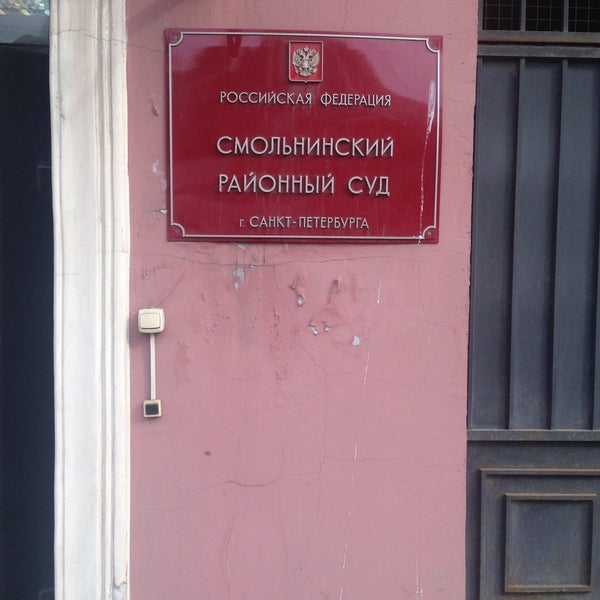 РОССИЙСКАЯ ФЕДЕРАЦИЯ
СМОЛЬНИНСКИЙ
РАЙОННЫЙ СУД
г. САНКТ-ПЕТЕРБУРГА